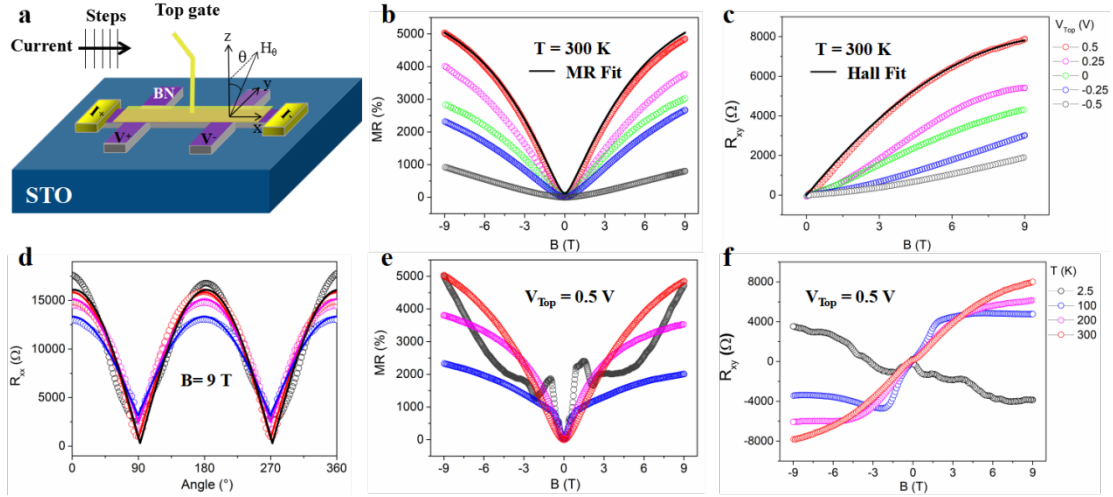 a
Steps
Current
Top gate
z
Hθ
θ
BN
y
x
I+
I-
V+
V-
STO
b
T = 300 K
MR Fit
MR (%)
5000
4000
3000
2000
1000
0
-9 -6 -3 0 3 6 9
B (T)
c
T = 300 K
Hall Fit
Rxy (Ω)
8000
6000
4000
2000
0
0 3 6 9
B (T)
VTop (V)
0.5
0.25
0
-0.25
-0.5
d
B= 9 T
Rxx (Ω)
15000
10000
5000
0
0 90 180 270 360
Angle (°)
e
VTop = 0.5 V
MR (%)
5000
4000
3000
2000
1000
0
-9 -6 -3 0 3 6 9
B (T)
f
VTop = 0.5 V
Rxy (Ω)
8000
4000
0
-4000
-8000
-9 -6 -3 0 3 6 9
B (T)
T (K)
2.5
100
200
300